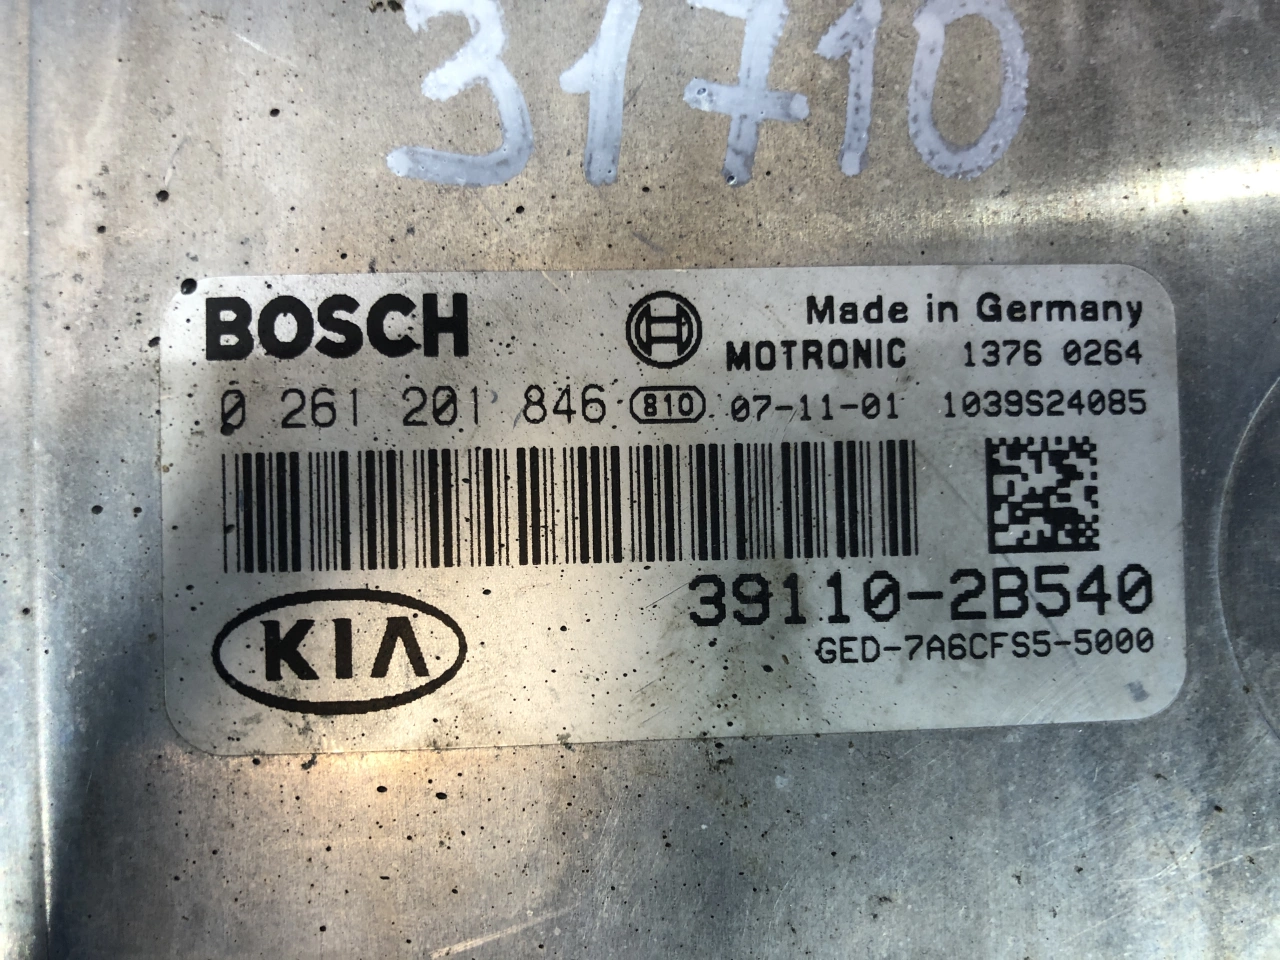 31710
BOSCH
Made in Germany
MOTRONIC 1376 0264
0 261 201 846 810 07-11-01 1039S24085
39110-2B540
KIA
GED-7A6CFS5-5000